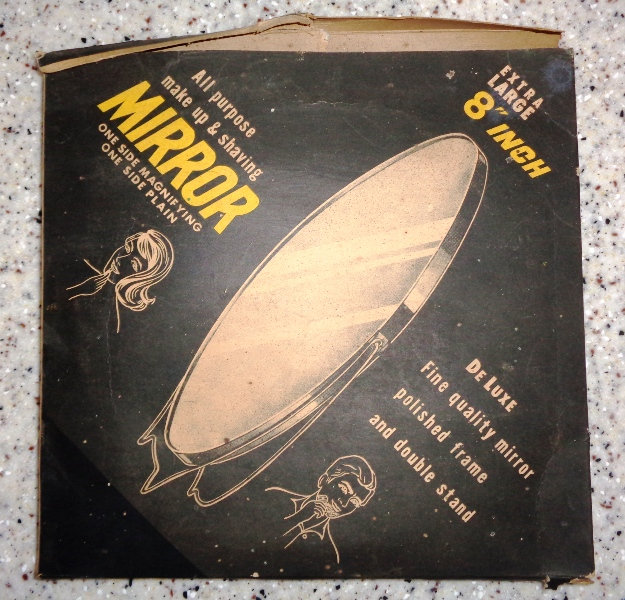 All purpose
make up & shaving
MIRROR
ONE SIDE MAGNIFYING
ONE SIDE PLAIN
EXTRA
LARGE
8" INCH
DE LUXE
Fine quality mirror
polished frame
and double stand